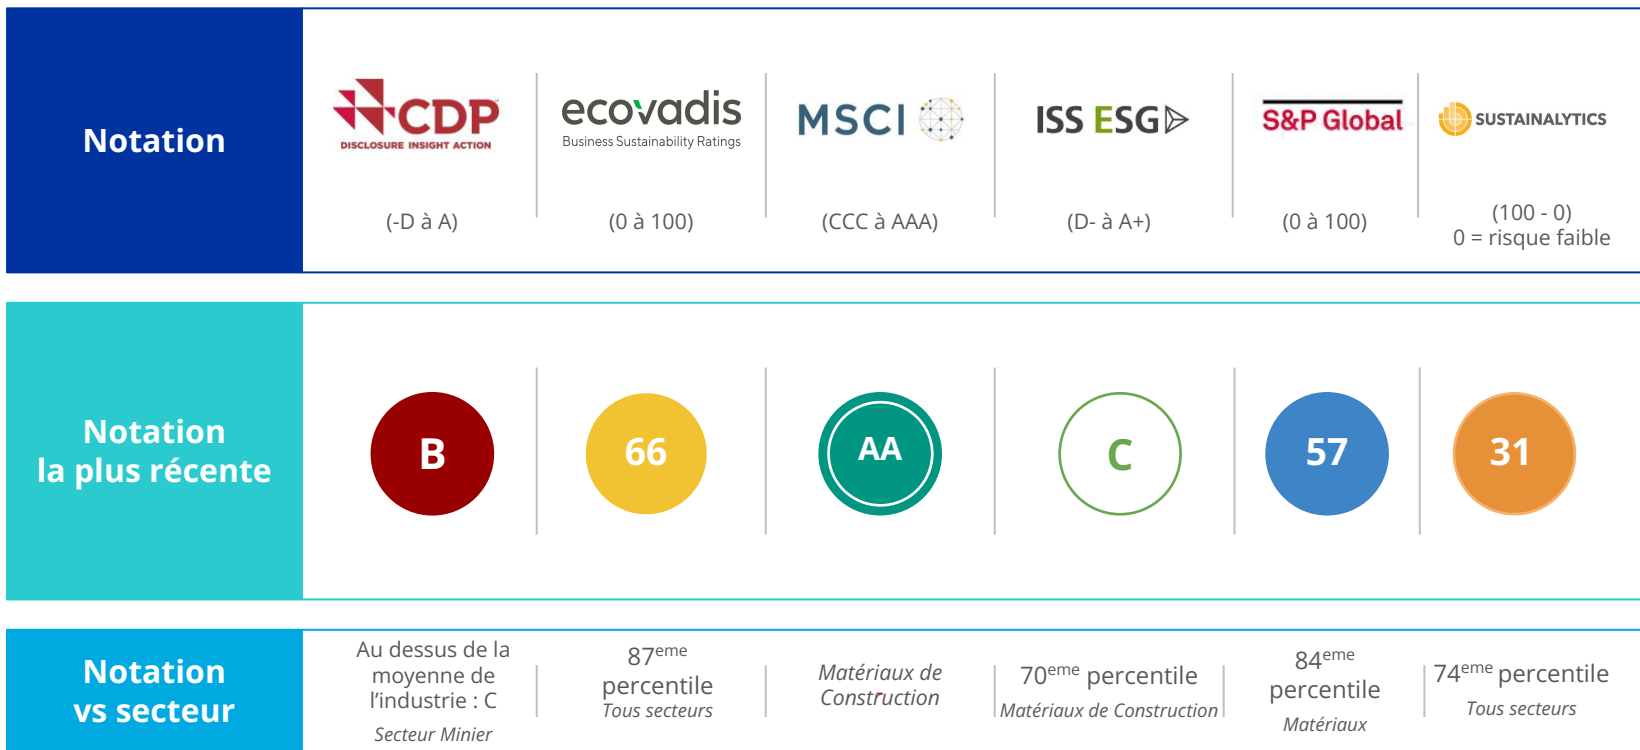 Notation
CDP
DISCLOSURE INSIGHT ACTION
(-D à A)
ecovadis
Business Sustainability Ratings
(0 à 100)
MSCI
(CCC à AAA)
ISS ESG
(D- à A+)
S&P Global
(0 à 100)
SUSTAINALYTICS
(100 - 0)
0 = risque faible
Notation
la plus récente
B
66
AA
C
57
31
Notation
vs secteur
Au dessus de la
moyenne de
l’industrie : C
Secteur Minier
87eme
percentile
Tous secteurs
Matériaux de
Construction
70eme percentile
Matériaux de Construction
84eme
percentile
Matériaux
74eme percentile
Tous secteurs